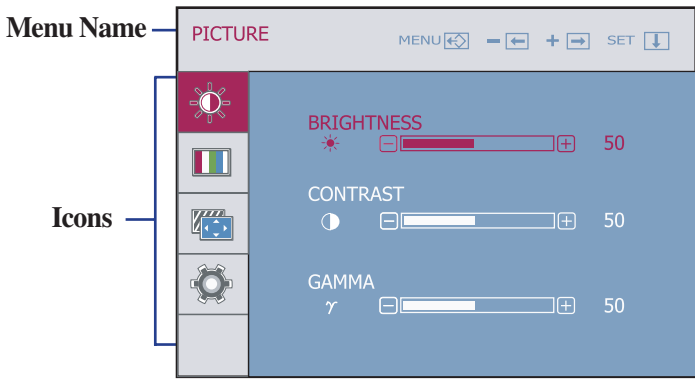 Menu Name
PICTURE MENU - + SET
BRIGHTNESS
50
CONTRAST
50
Icons
GAMMA
γ 50